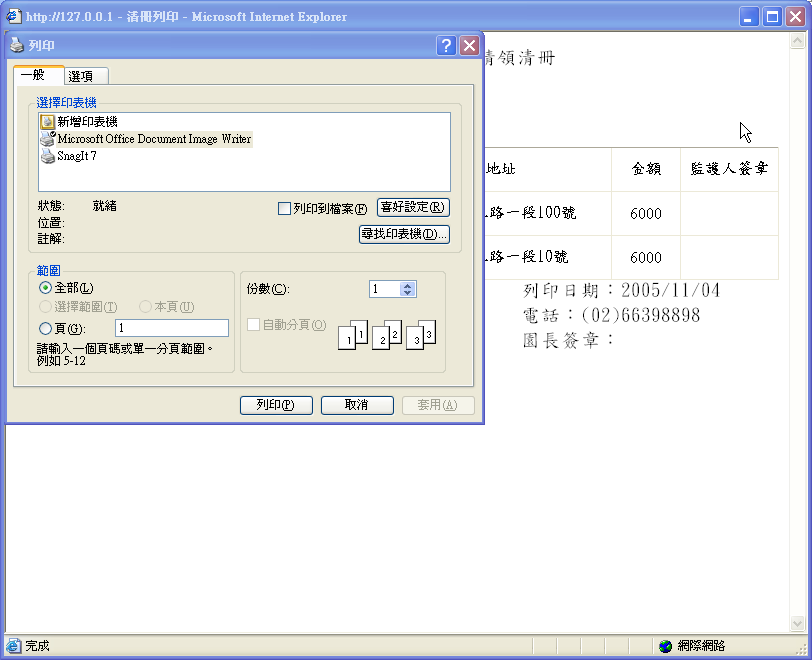 http://127.0.0.1 - 清冊列印 - Microsoft Internet Explorer
列印
一般
選項
選擇印表機
新增印表機
Microsoft Office Document Image Writer
SnagIt 7
狀態:
就緒
位置:
註解:
列印到檔案(F)
喜好設定(R)
尋找印表機(D)...
範圍
全部(L)
選擇範圍(T)
本頁(U)
頁(G):
1
請輸入一個頁碼或單一分頁範圍。
例如 5-12
份數(C):
1
自動分頁(O)
1 1 2 2 3 3
列印(P)
取消
套用(A)
請領清冊
地址
金額
監護人簽章
路一段100號
6000
路一段10號
6000
列印日期：2005/11/04
電話：(02)66398898
園長簽章：
完成
網際網路